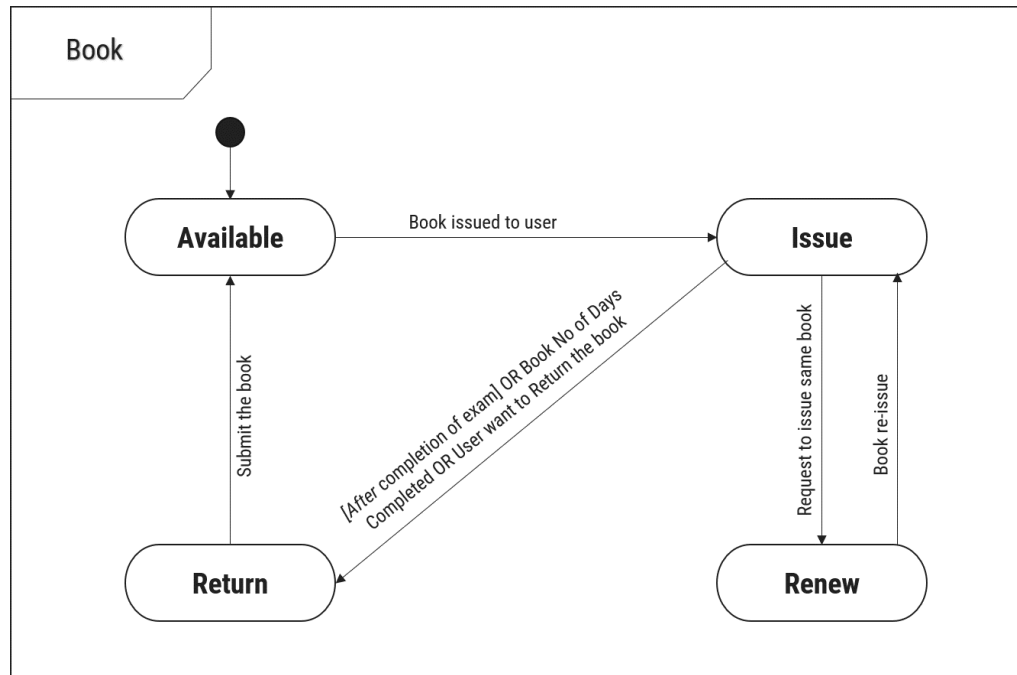 Book
Available
Book issued to user
Issue
[After completion of exam] OR Book No of Days
Completed OR User want to Return the book
Submit the book
Request to issue same book
Book re-issue
Return
Renew